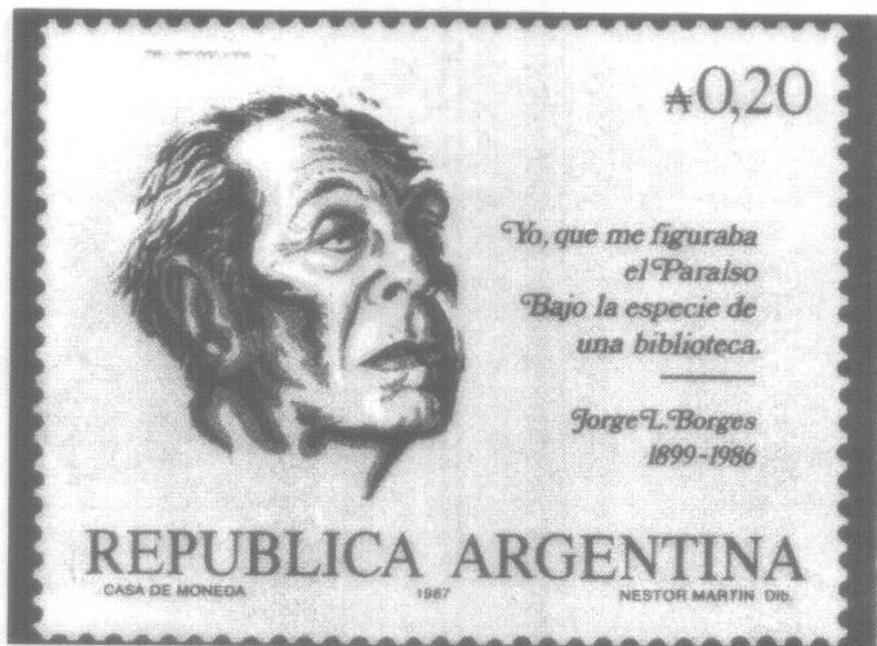 ₳0,20
Yo, que me figuraba
el Paraíso
Bajo la especie de
una biblioteca.
Jorge L. Borges
1899-1986
REPUBLICA ARGENTINA
CASA DE MONEDA 1987 NESTOR MARTIN Dib.